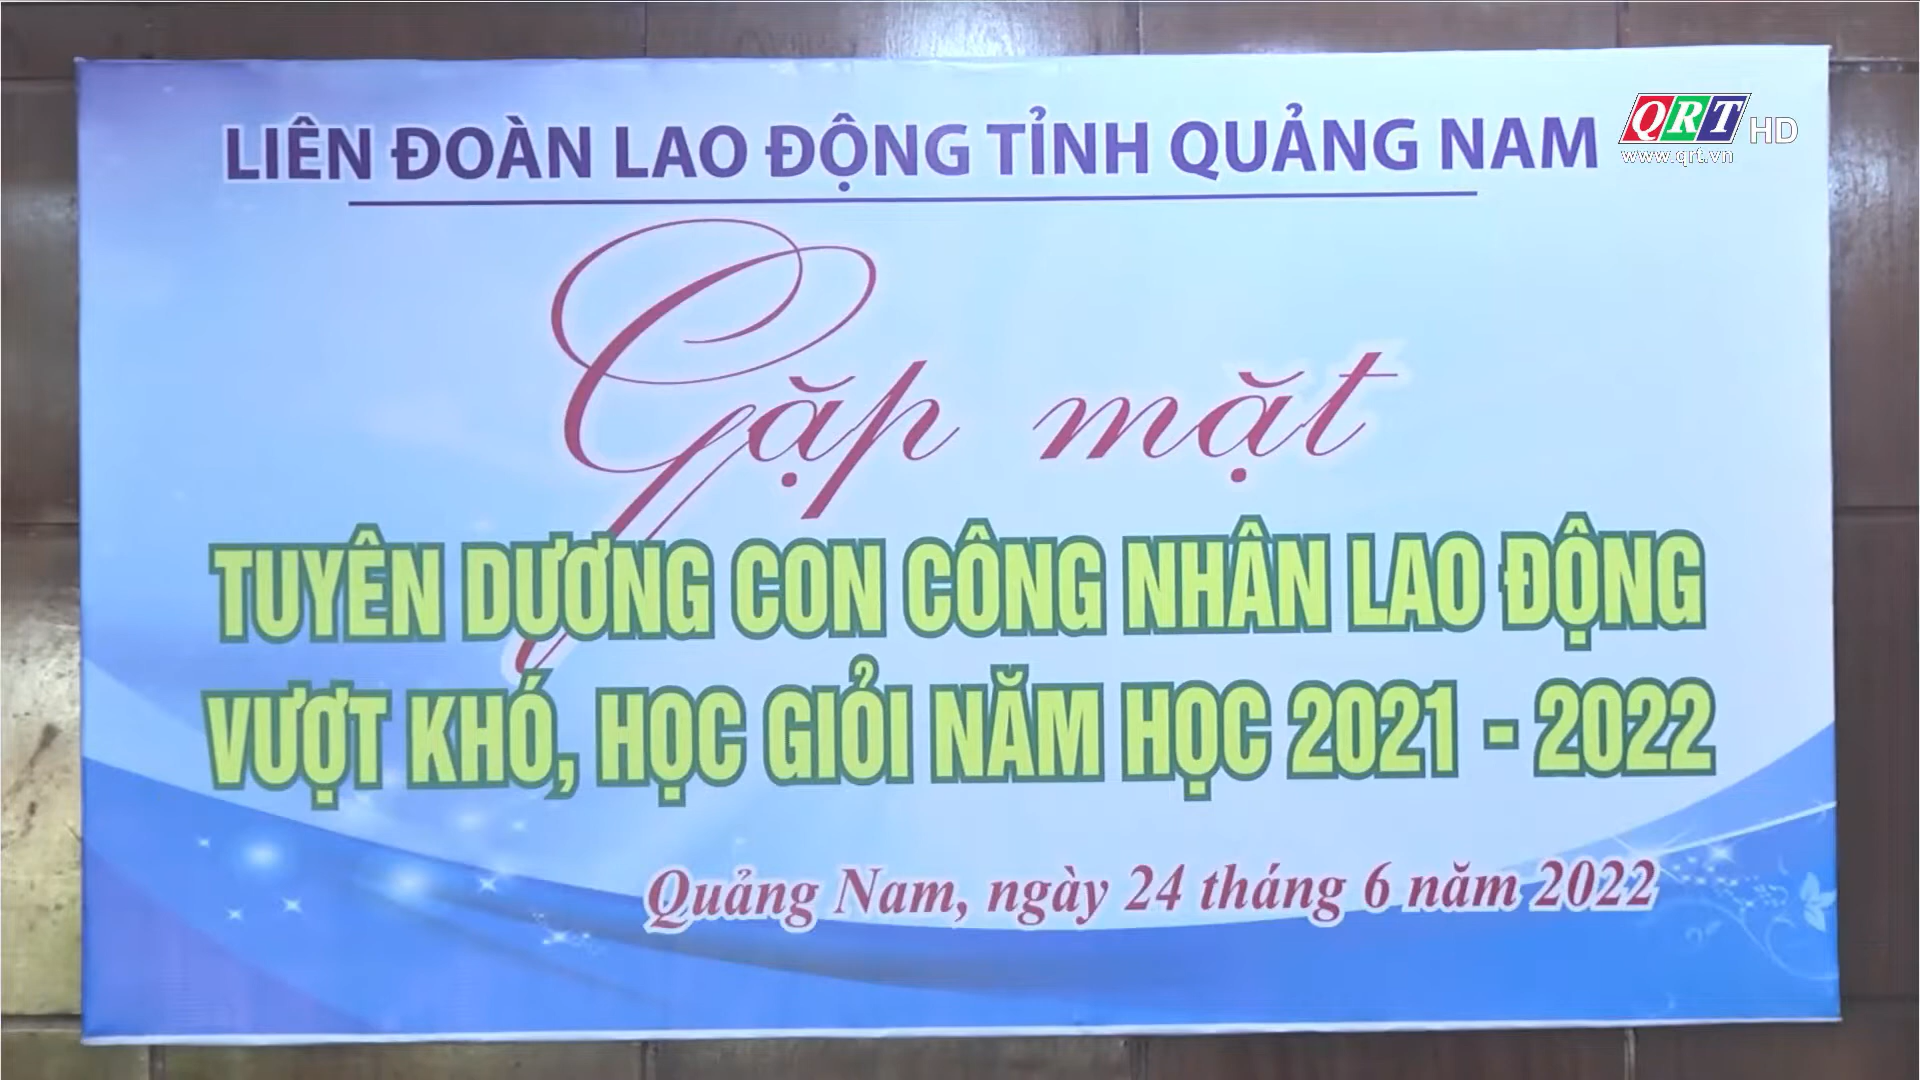 LIÊN ĐOÀN LAO ĐỘNG TỈNH QUẢNG NAM
QRT HD
www.qrt.vn
Gặp mặt
TUYÊN DƯƠNG CON CÔNG NHÂN LAO ĐỘNG
VƯỢT KHÓ, HỌC GIỎI NĂM HỌC 2021 - 2022
Quảng Nam, ngày 24 tháng 6 năm 2022